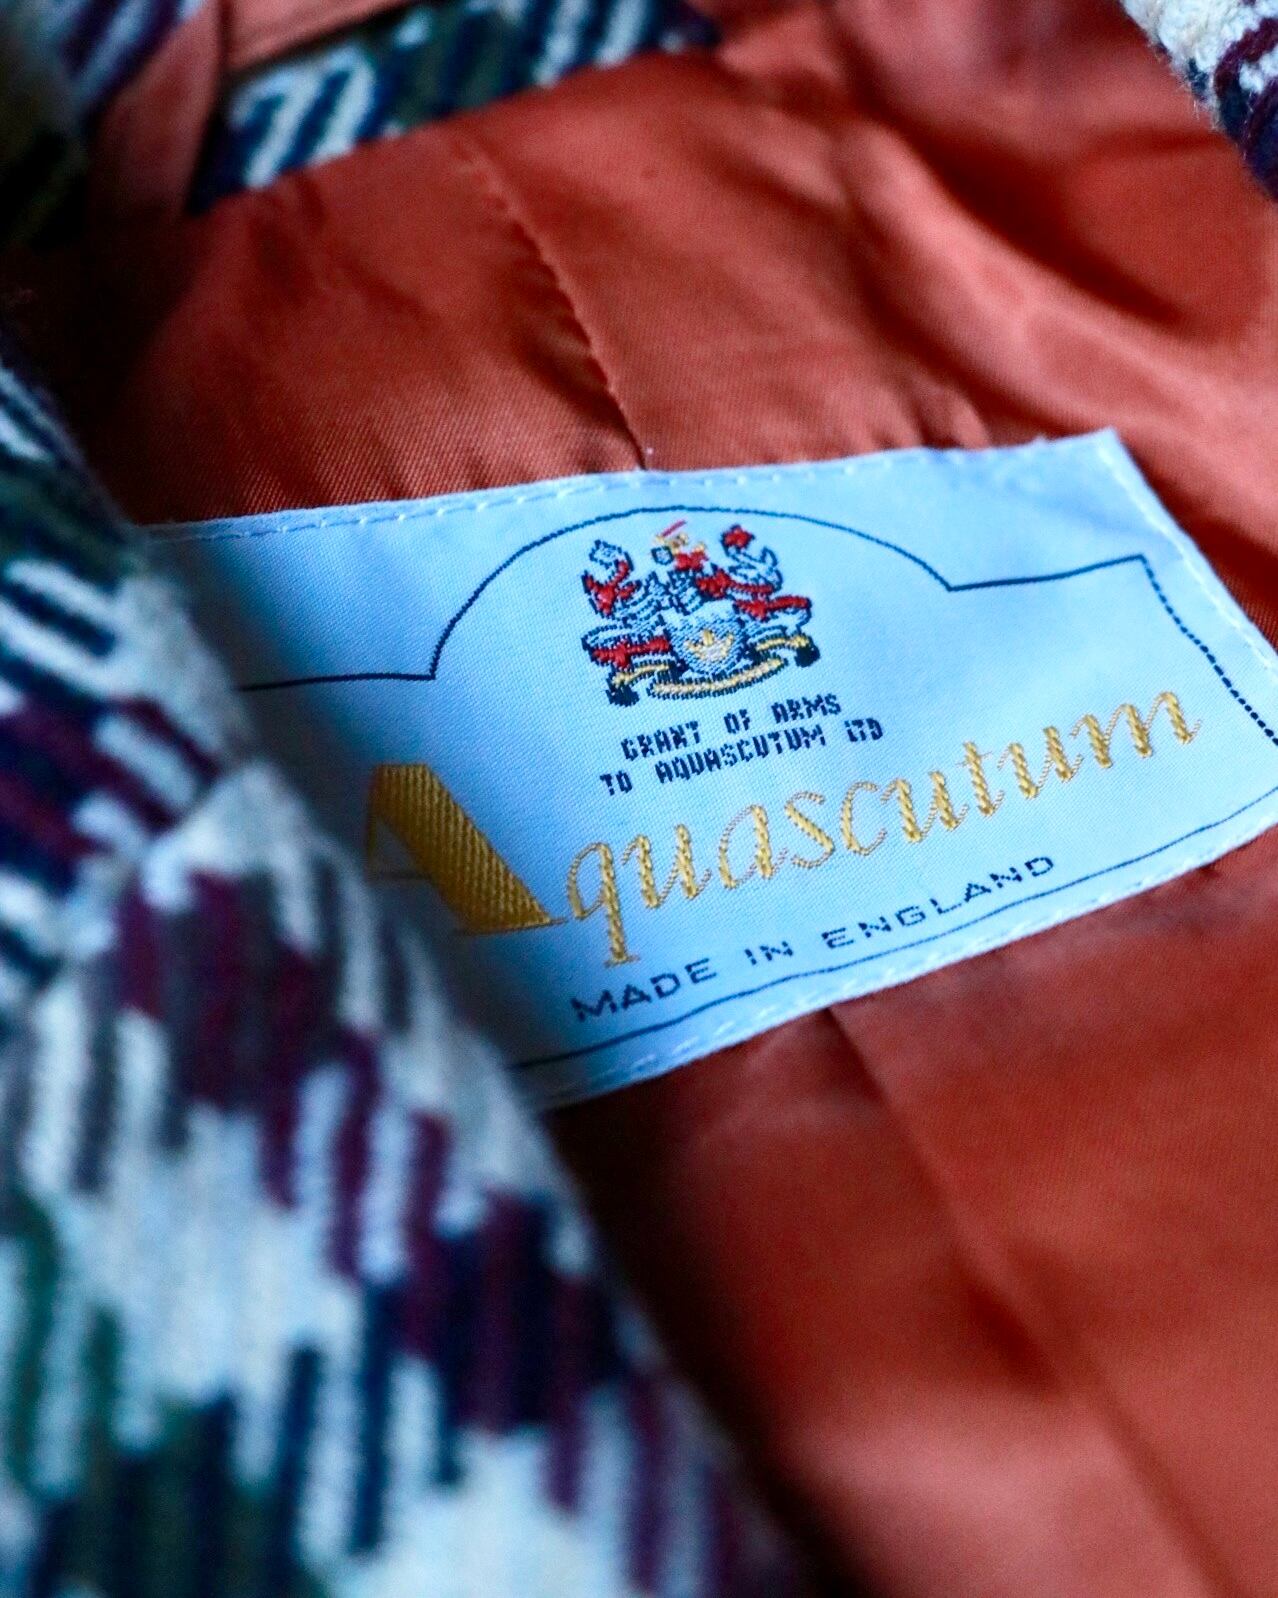 GRANT OF ARMS
TO AQUASCUTUM LTD
Aquascutum
MADE IN ENGLAND